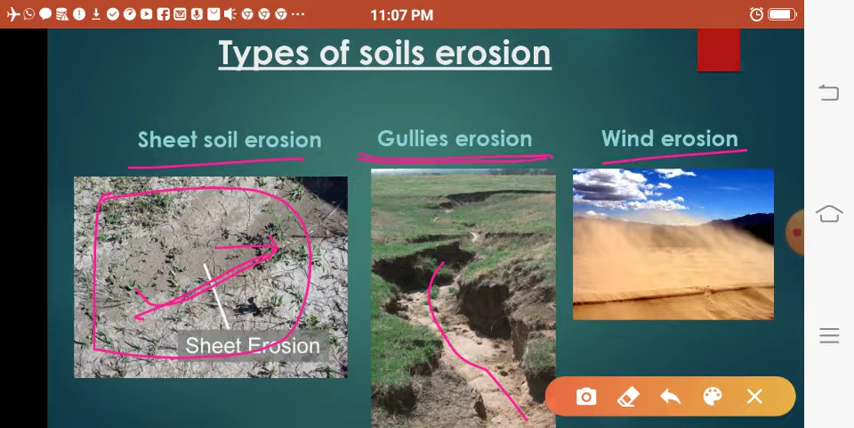 11:07 PM
Types of soils erosion
Sheet soil erosion
Gullies erosion
Wind erosion
Sheet Erosion